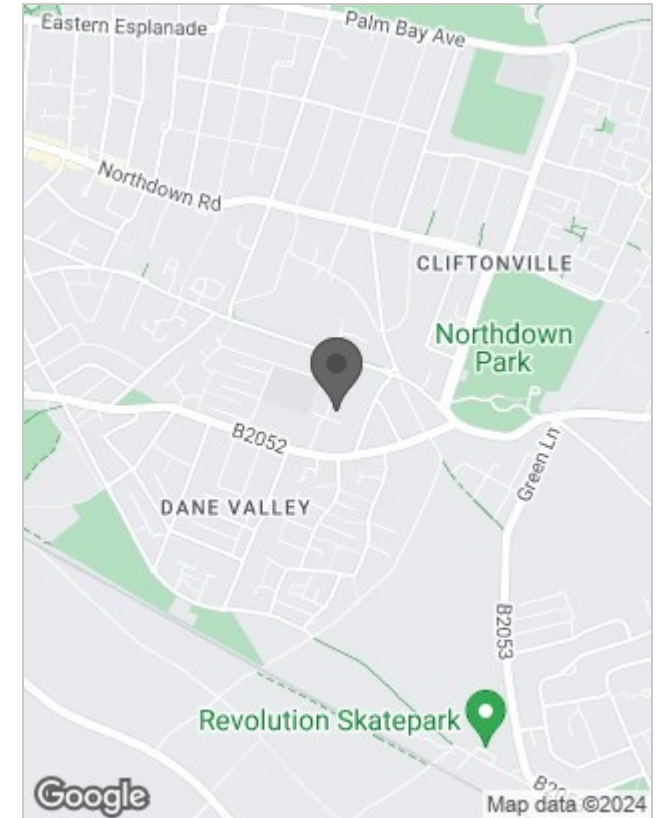 Eastern Esplanade
Palm Bay Ave
Northdown Rd
CLIFTONVILLE
Northdown
Park
B2052
Green Ln
DANE VALLEY
B2053
Revolution Skatepark
Google
Map data ©2024